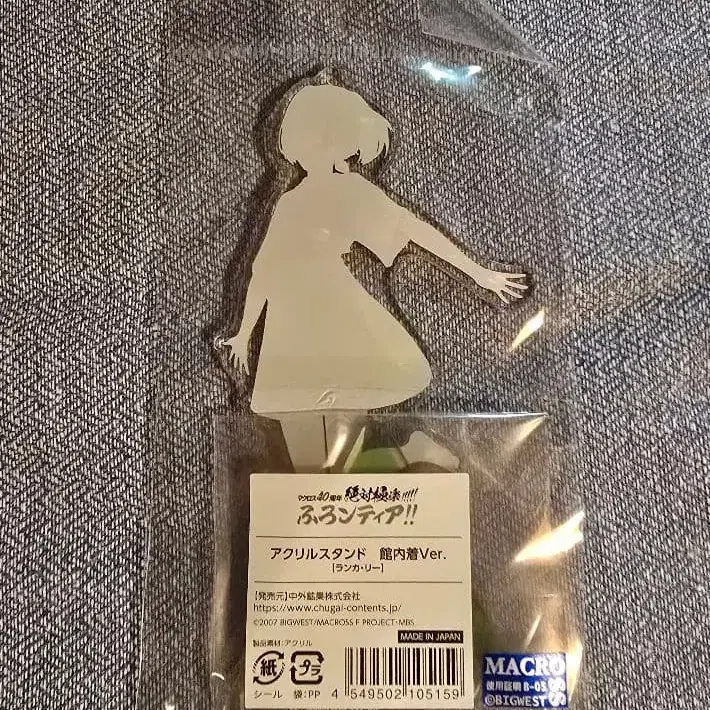 マクロス40周年 絶対極楽!!!!!
ふろンティア!!
アクリルスタンド 館内着Ver.
【ランカ・リー】
【発売元】中外鉱業株式会社
https://www.chugai-contents.jp/
©2007 BIGWEST/MACROSS F PROJECT・MBS
製品素材:アクリル
MADE IN JAPAN
紙
プラ
シール 袋:PP
4 549502 105159
MACROSS
使用証明 B-05
©BIGWEST